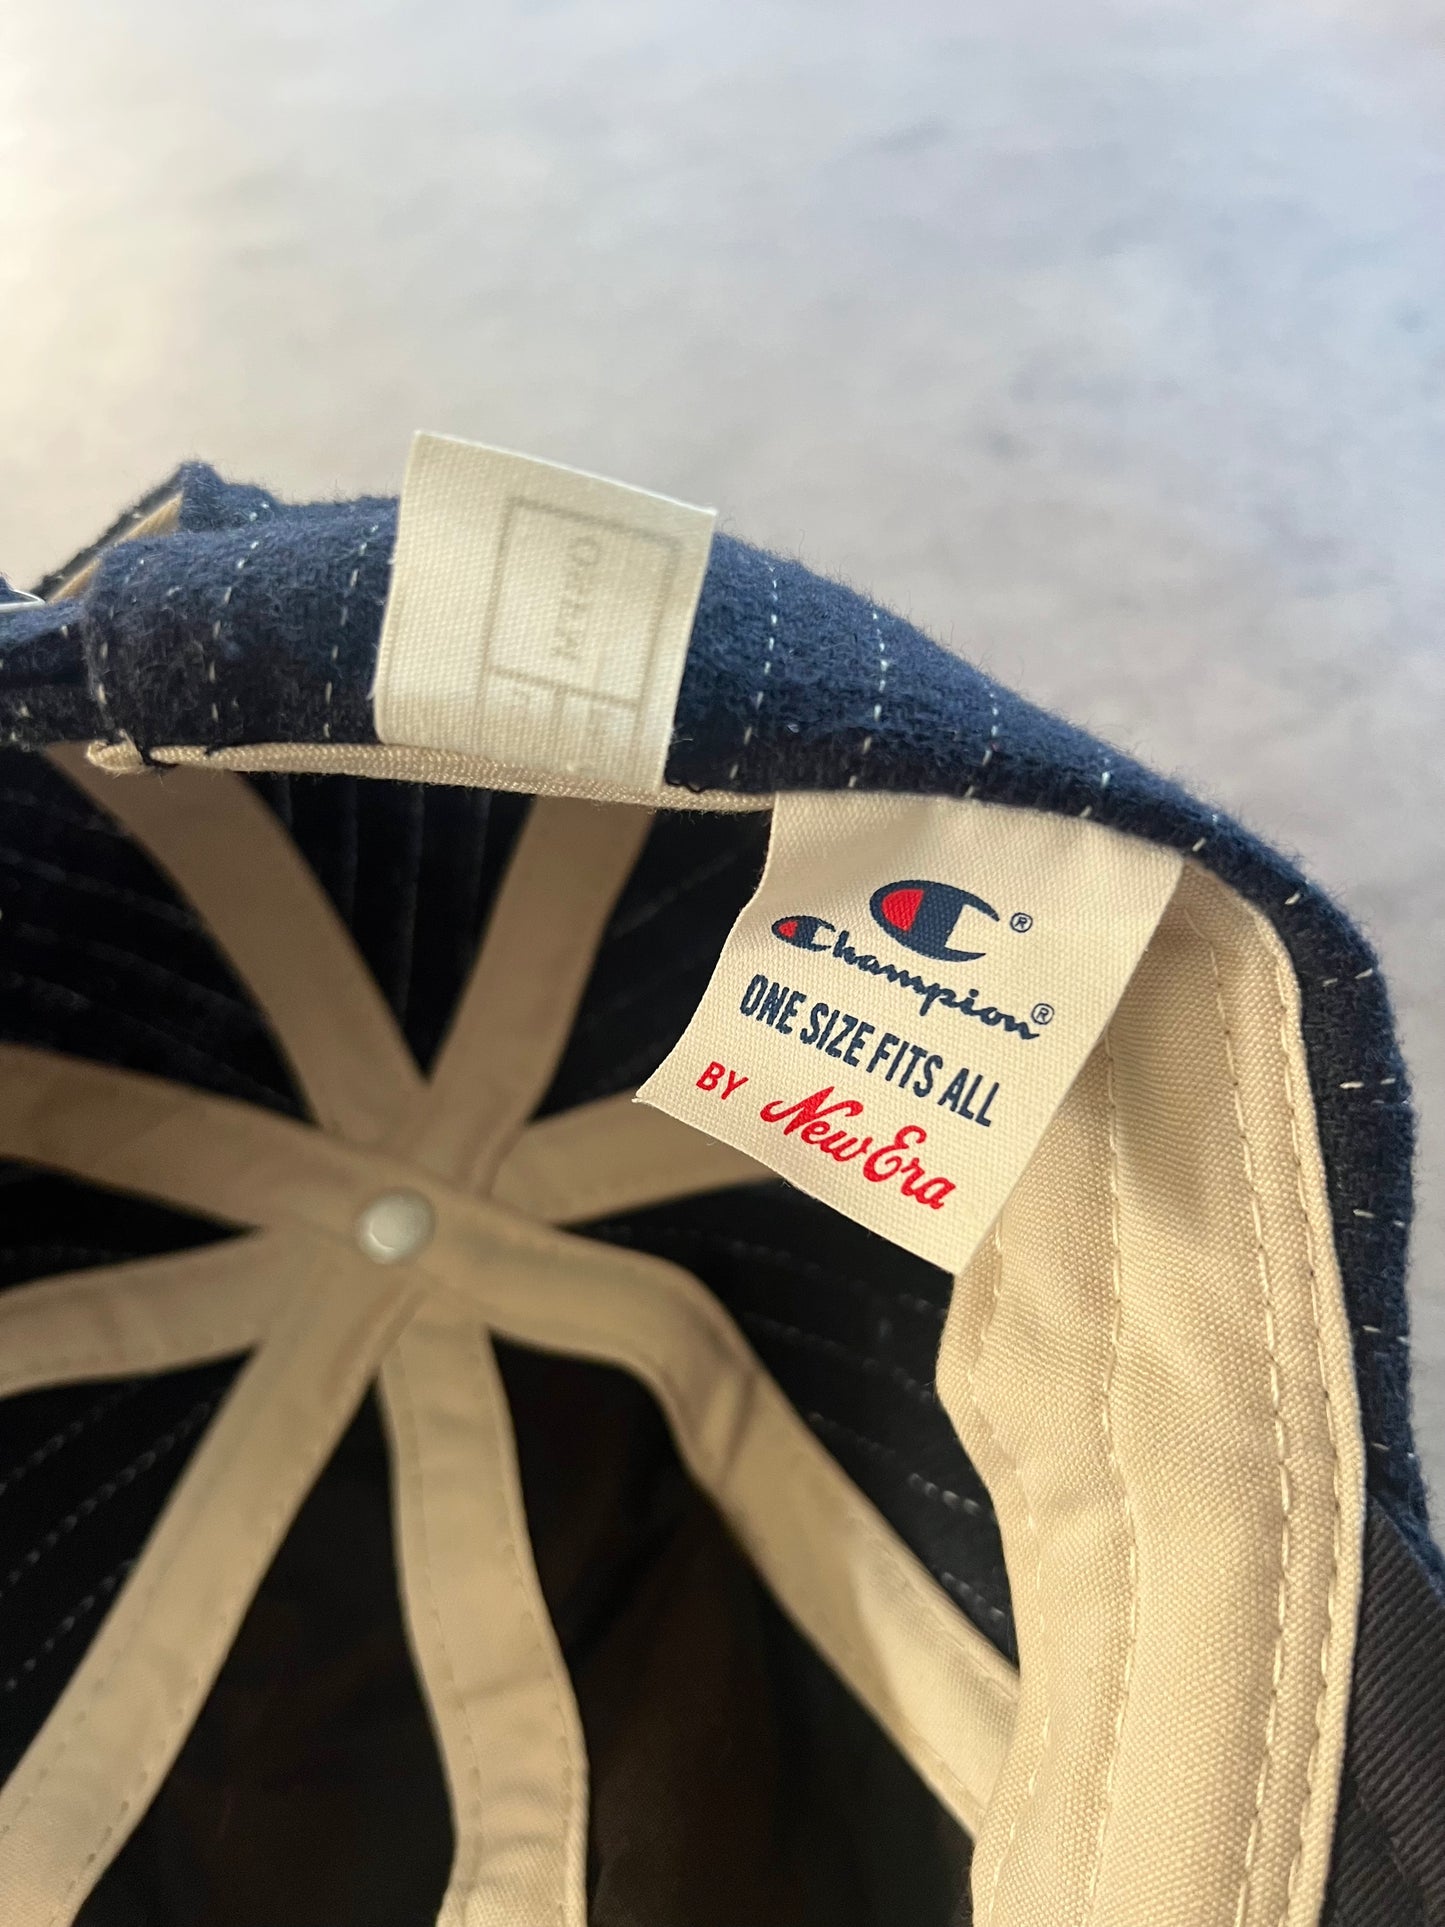 Champion®
ONE SIZE FITS ALL
BY New Era